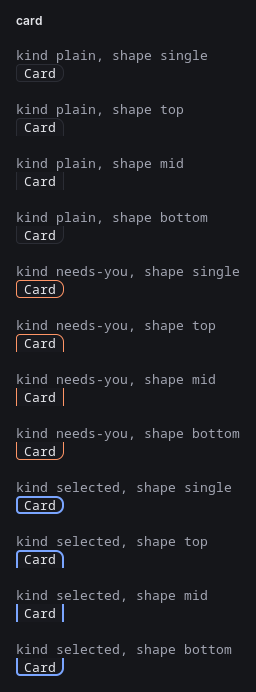 card
kind plain, shape single
Card
kind plain, shape top
Card
kind plain, shape mid
Card
kind plain, shape bottom
Card
kind needs-you, shape single
Card
kind needs-you, shape top
Card
kind needs-you, shape mid
Card
kind needs-you, shape bottom
Card
kind selected, shape single
Card
kind selected, shape top
Card
kind selected, shape mid
Card
kind selected, shape bottom
Card